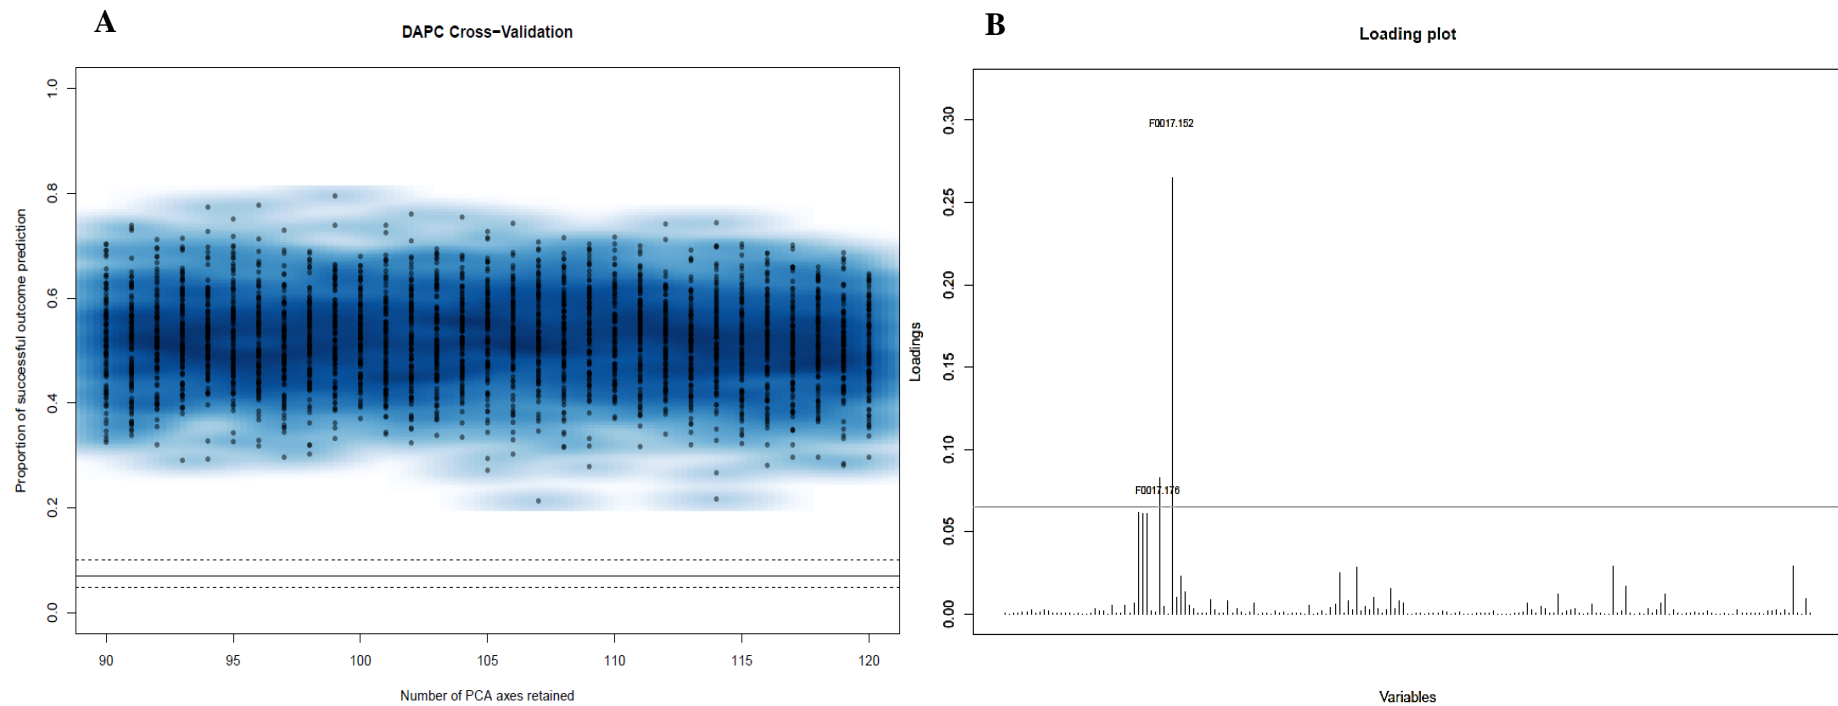 A
DAPC Cross−Validation
Proportion of successful outcome prediction
1.0
0.8
0.6
0.4
0.2
0.0
90
95
100
105
110
115
120
Number of PCA axes retained
B
Loading plot
Loadings
0.30
0.25
0.20
0.15
0.10
0.05
0.00
F0017.152
F0017.176
Variables